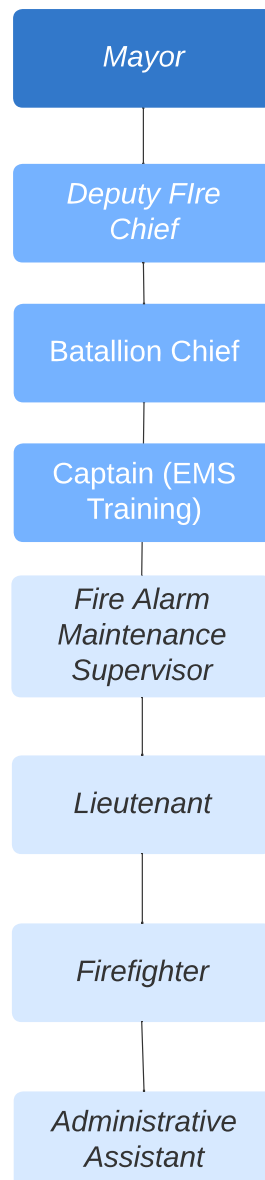 Mayor
Deputy FIre
Chief
Batallion Chief
Captain (EMS
Training)
Fire Alarm
Maintenance
Supervisor
Lieutenant
Firefighter
Administrative
Assistant